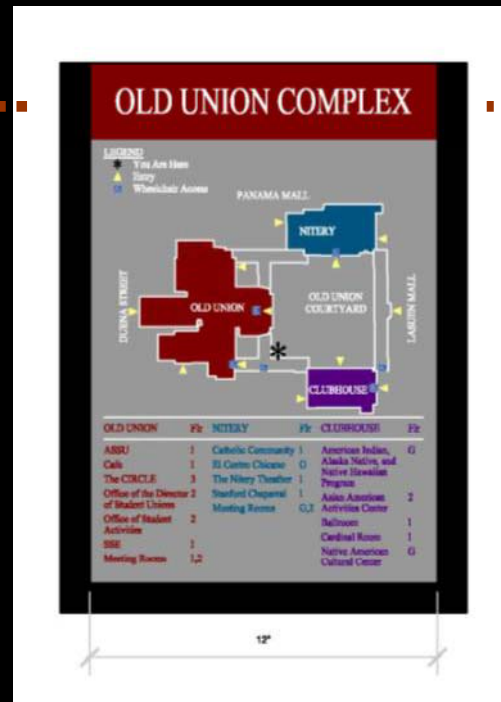 OLD UNION COMPLEX
LEGEND
You Are Here
Entry
Wheelchair Access
PANAMA MALL
NITERY
DUENA STREET
OLD UNION
OLD UNION
COURTYARD
LASUEN MALL
CLUBHOUSE
OLD UNION Flr NITERY Flr CLUBHOUSE Flr
ASSU 1
Cafe 1
The CIRCLE 3
Office of the Director 2
of Student Unions
Office of Student 2
Activities
SSE 1
Meeting Rooms 1,2
Catholic Community 1
El Centro Chicano G
The Nitery Theather 1
Stanford Chaparral 1
Meeting Rooms G,2
American Indian, G
Alaska Native, and
Native Hawaiian
Program
Asian American 2
Activities Center
Ballroom 1
Cardinal Room 1
Native American G
Cultural Center
12"